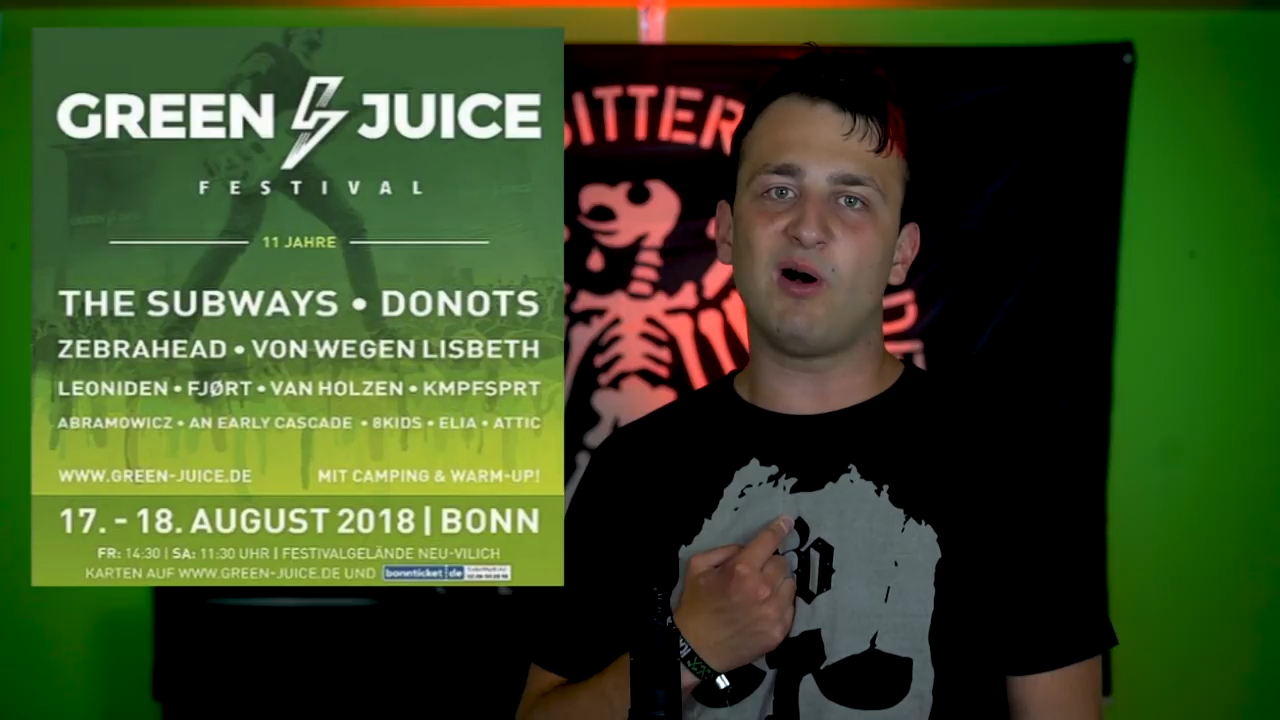 GREEN JUICE
FESTIVAL
11 JAHRE
THE SUBWAYS • DONOTS
ZEBRAHEAD • VON WEGEN LISBETH
LEONIDEN • FJØRT • VAN HOLZEN • KMPFSPRT
ABRAMOWICZ • AN EARLY CASCADE • 8KIDS • ELIA • ATTIC
WWW.GREEN-JUICE.DE MIT CAMPING & WARM-UP!
17. - 18. AUGUST 2018 | BONN
FR: 14:30 | SA: 11:30 UHR | FESTIVALGELÄNDE NEU-VILICH
KARTEN AUF WWW.GREEN-JUICE.DE UND bonnticket.de